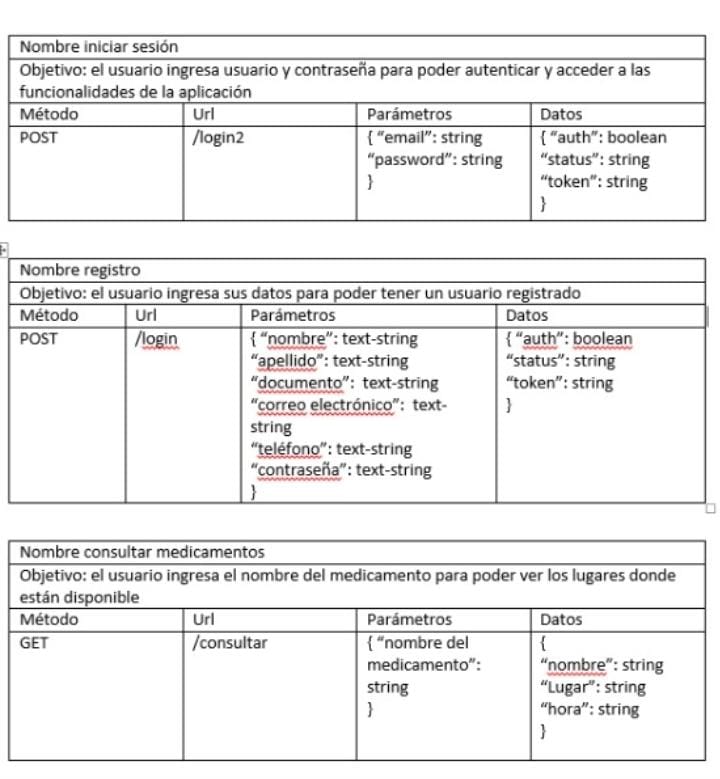 Nombre iniciar sesión
Objetivo: el usuario ingresa usuario y contraseña para poder autenticar y acceder a las
funcionalidades de la aplicación
Método Url Parámetros Datos
POST /login2 { “email”: string { “auth”: boolean
“password”: string “status”: string
} “token”: string
}
Nombre registro
Objetivo: el usuario ingresa sus datos para poder tener un usuario registrado
Método Url Parámetros Datos
POST /login { “nombre”: text-string { “auth”: boolean
“apellido”: text-string “status”: string
“documento”: text-string “token”: string
“correo electrónico”: text- }
string
“teléfono”: text-string
“contraseña”: text-string
}
Nombre consultar medicamentos
Objetivo: el usuario ingresa el nombre del medicamento para poder ver los lugares donde
están disponible
Método Url Parámetros Datos
GET /consultar { “nombre del {
medicamento”: “nombre”: string
string “Lugar”: string
} “hora”: string
}